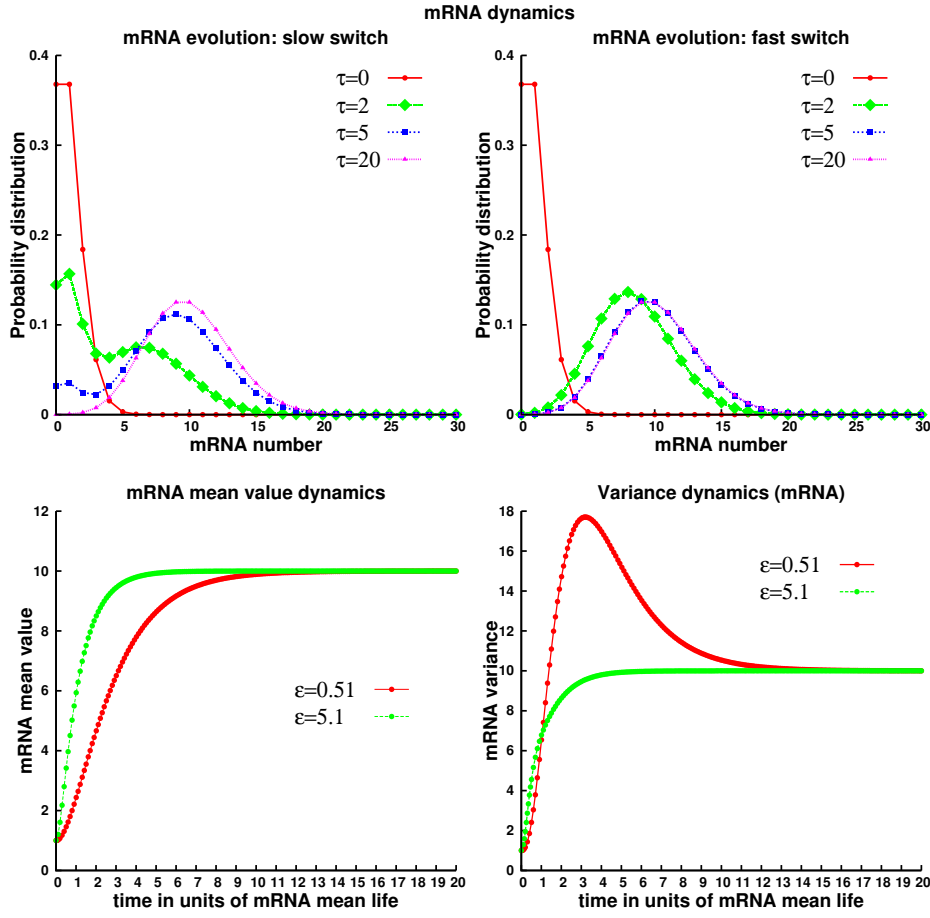 mRNA dynamics
mRNA evolution: slow switch
Probability distribution
0.4
0.3
0.2
0.1
0
τ=0
τ=2
τ=5
τ=20
0 5 10 15 20 25 30
mRNA number
mRNA evolution: fast switch
Probability distribution
0.4
0.3
0.2
0.1
0
τ=0
τ=2
τ=5
τ=20
0 5 10 15 20 25 30
mRNA number
mRNA mean value dynamics
mRNA mean value
12
10
8
6
4
2
0
ε=0.51
ε=5.1
0 1 2 3 4 5 6 7 8 9 10 11 12 13 14 15 16 17 18 19 20
time in units of mRNA mean life
Variance dynamics (mRNA)
mRNA variance
18
16
14
12
10
8
6
4
2
0
ε=0.51
ε=5.1
0 1 2 3 4 5 6 7 8 9 10 11 12 13 14 15 16 17 18 19 20
time in units of mRNA mean life